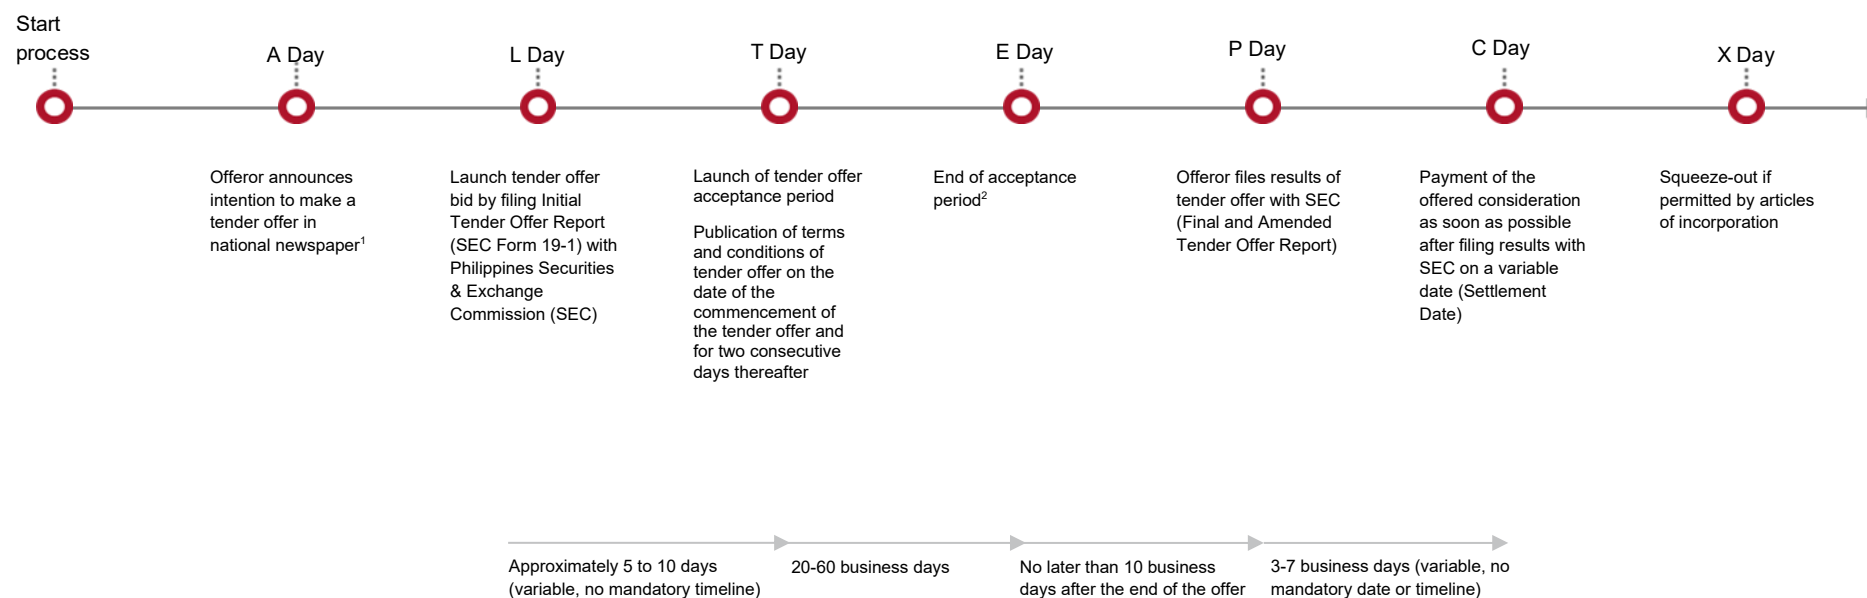 Start
process
A Day
L Day
T Day
E Day
P Day
C Day
X Day
Offeror announces
intention to make a
tender offer in
national newspaper1
Launch tender offer
bid by filing Initial
Tender Offer Report
(SEC Form 19-1) with
Philippines Securities
& Exchange
Commission (SEC)
Launch of tender offer
acceptance period
Publication of terms
and conditions of
tender offer on the
date of the
commencement of
the tender offer and
for two consecutive
days thereafter
End of acceptance
period2
Offeror files results of
tender offer with SEC
(Final and Amended
Tender Offer Report)
Payment of the
offered consideration
as soon as possible
after filing results with
SEC on a variable
date (Settlement
Date)
Squeeze-out if
permitted by articles
of incorporation
Approximately 5 to 10 days
(variable, no mandatory timeline)
20-60 business days
No later than 10 business
days after the end of the offer
3-7 business days (variable, no
mandatory date or timeline)